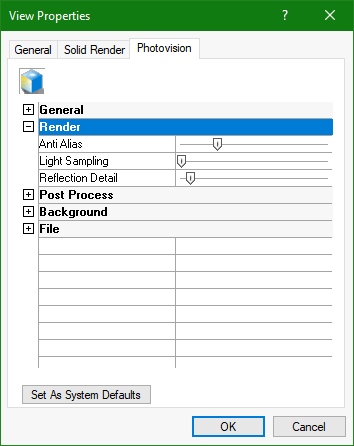 View Properties ?
General Solid Render Photovision
General
Render
Anti Alias
Light Sampling
Reflection Detail
Post Process
Background
File
Set As System Defaults
OK Cancel